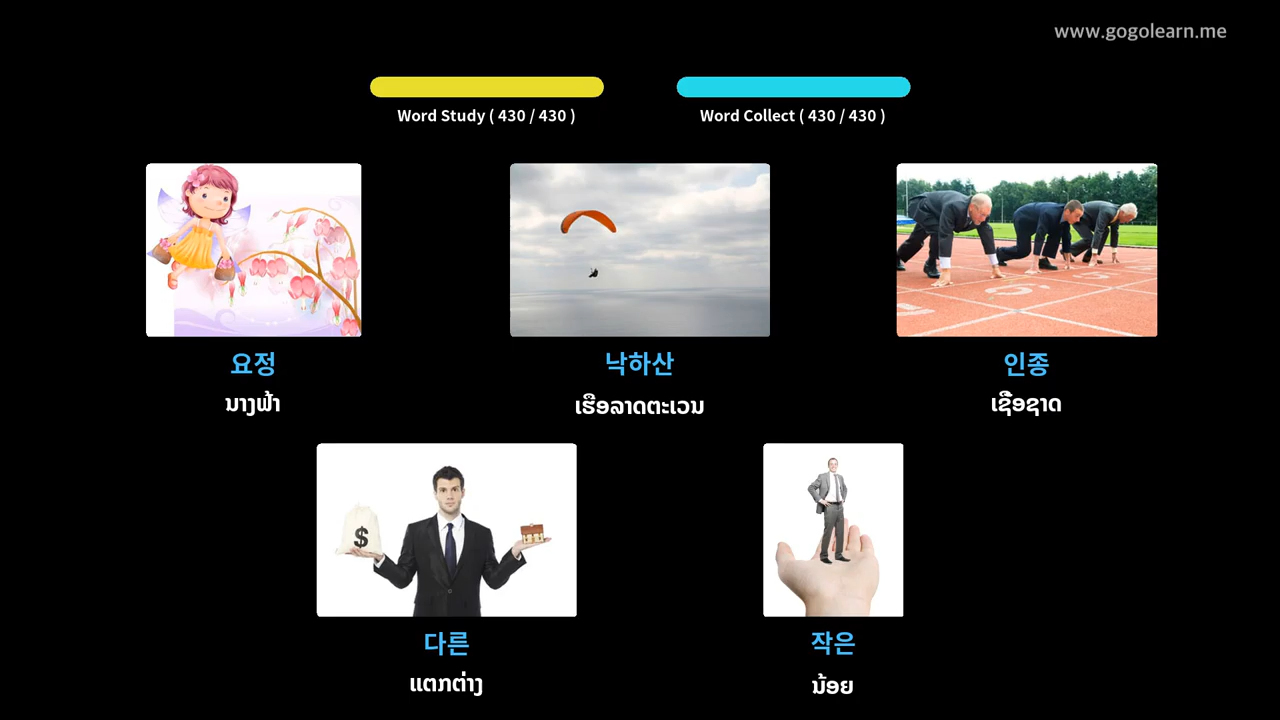 www.gogolearn.me
Word Study ( 430 / 430 )
Word Collect ( 430 / 430 )
요정
낙하산
인종
ນາງຟ້າ
ເຮືອລາດຕະເວນ
ເຊື້ອຊາດ
$
다른
작은
ແຕກຕ່າງ
ນ້ອຍ